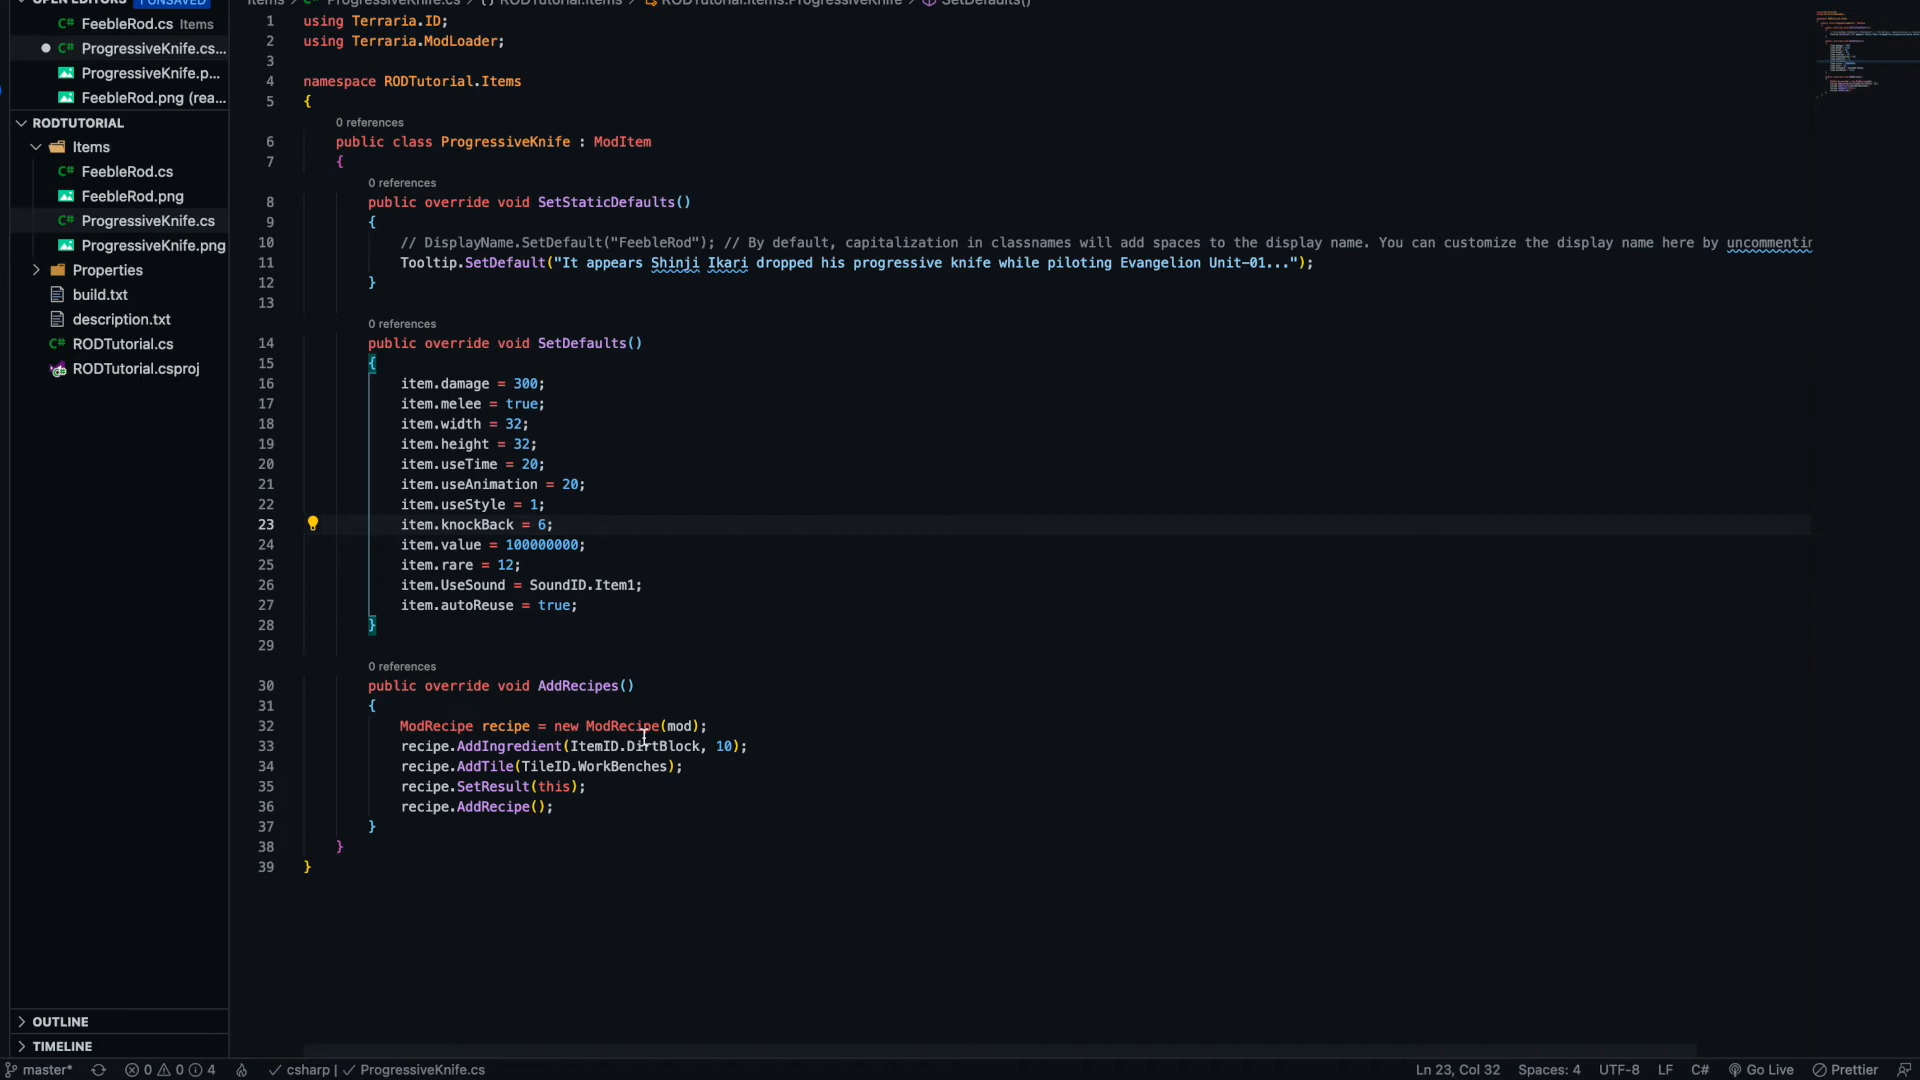 OPEN EDITORS 1 UNSAVED
FeebleRod.cs Items
ProgressiveKnife.cs...
ProgressiveKnife.p...
FeebleRod.png (rea...
RODTUTORIAL
Items
FeebleRod.cs
FeebleRod.png
ProgressiveKnife.cs
ProgressiveKnife.png
Properties
build.txt
description.txt
RODTutorial.cs
RODTutorial.csproj
OUTLINE
TIMELINE
Items > ProgressiveKnife.cs > {} RODTutorial.Items > RODTutorial.Items.ProgressiveKnife > SetDefaults()
1 using Terraria.ID;
2 using Terraria.ModLoader;
3
4 namespace RODTutorial.Items
5 {
0 references
6 public class ProgressiveKnife : ModItem
7 {
0 references
8 public override void SetStaticDefaults()
9 {
10 // DisplayName.SetDefault("FeebleRod"); // By default, capitalization in classnames will add spaces to the display name. You can customize the display name here by uncommentin
11 Tooltip.SetDefault("It appears Shinji Ikari dropped his progressive knife while piloting Evangelion Unit-01...");
12 }
13
0 references
14 public override void SetDefaults()
15 {
16 item.damage = 300;
17 item.melee = true;
18 item.width = 32;
19 item.height = 32;
20 item.useTime = 20;
21 item.useAnimation = 20;
22 item.useStyle = 1;
23 item.knockBack = 6;
24 item.value = 100000000;
25 item.rare = 12;
26 item.UseSound = SoundID.Item1;
27 item.autoReuse = true;
28 }
29
0 references
30 public override void AddRecipes()
31 {
32 ModRecipe recipe = new ModRecipe(mod);
33 recipe.AddIngredient(ItemID.DirtBlock, 10);
34 recipe.AddTile(TileID.WorkBenches);
35 recipe.SetResult(this);
36 recipe.AddRecipe();
37 }
38 }
39 }
master* 0 0 4 csharp | ProgressiveKnife.cs Ln 23, Col 32 Spaces: 4 UTF-8 LF C# Go Live Prettier